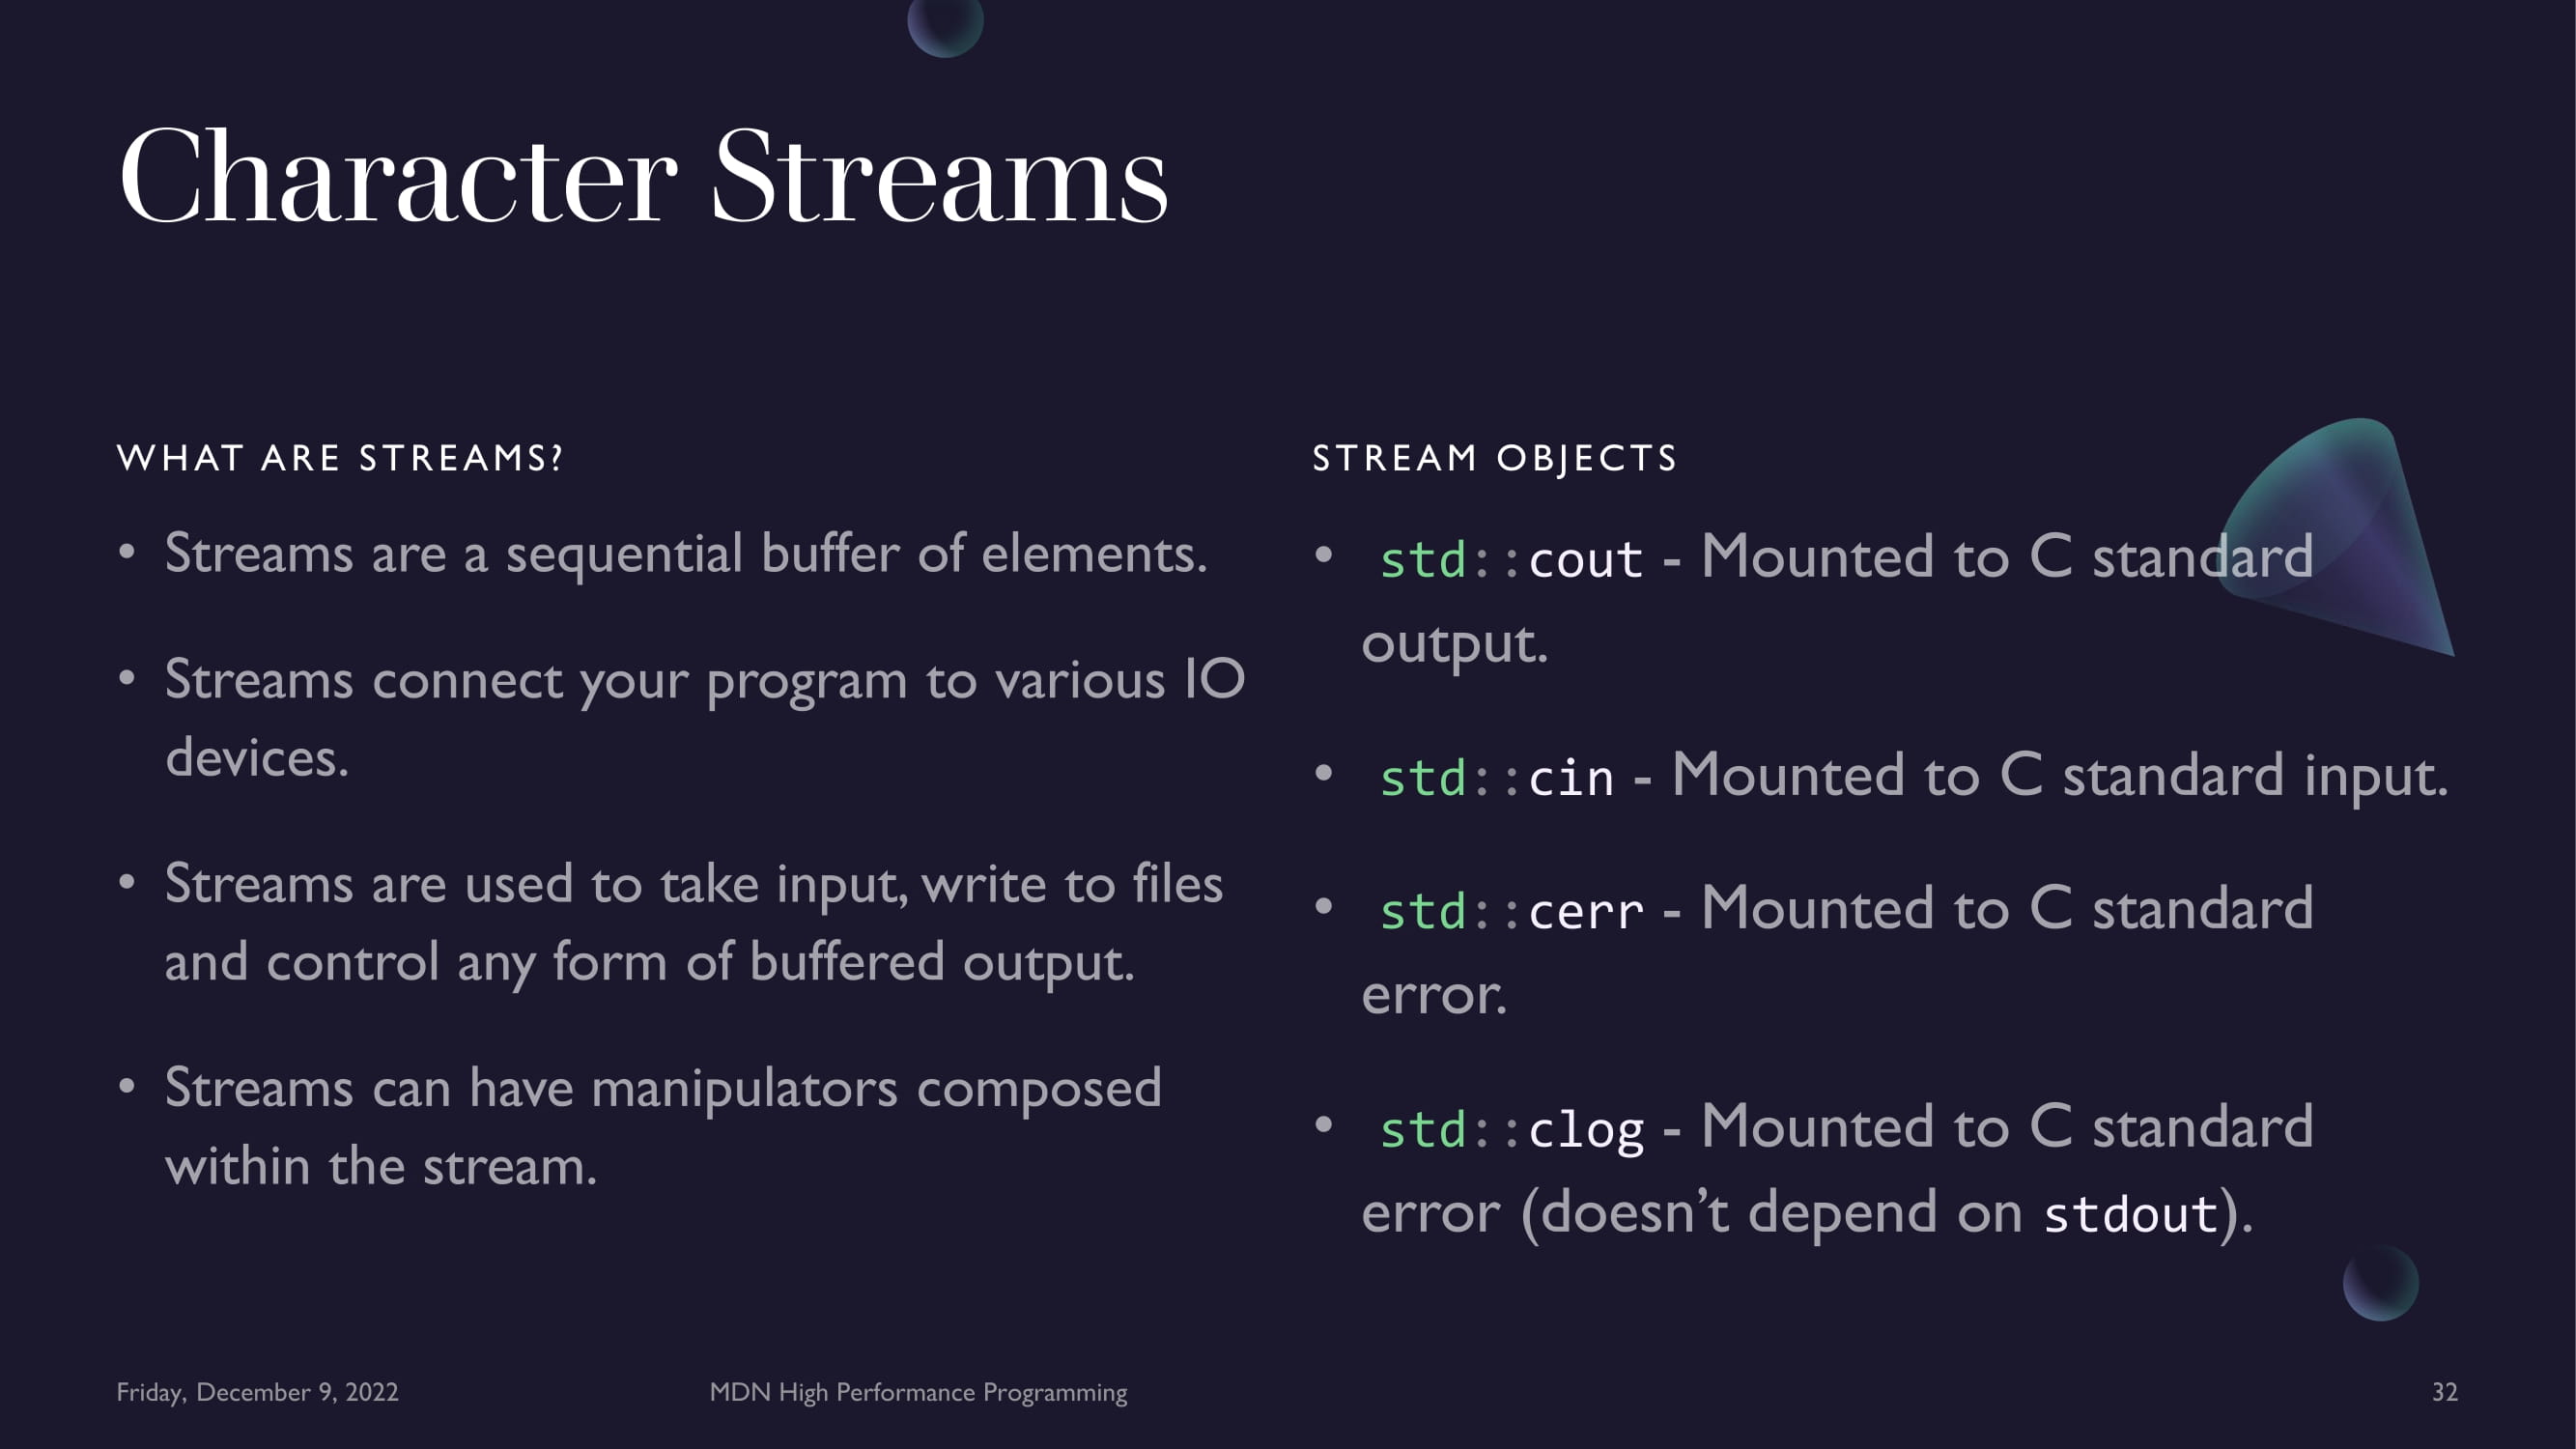 Character Streams
WHAT ARE STREAMS?
• Streams are a sequential buffer of elements.
• Streams connect your program to various IO
devices.
• Streams are used to take input, write to files
and control any form of buffered output.
• Streams can have manipulators composed
within the stream.
STREAM OBJECTS
• std::cout - Mounted to C standard
output.
• std::cin - Mounted to C standard input.
• std::cerr - Mounted to C standard
error.
• std::clog - Mounted to C standard
error (doesn’t depend on stdout).
Friday, December 9, 2022
MDN High Performance Programming
32